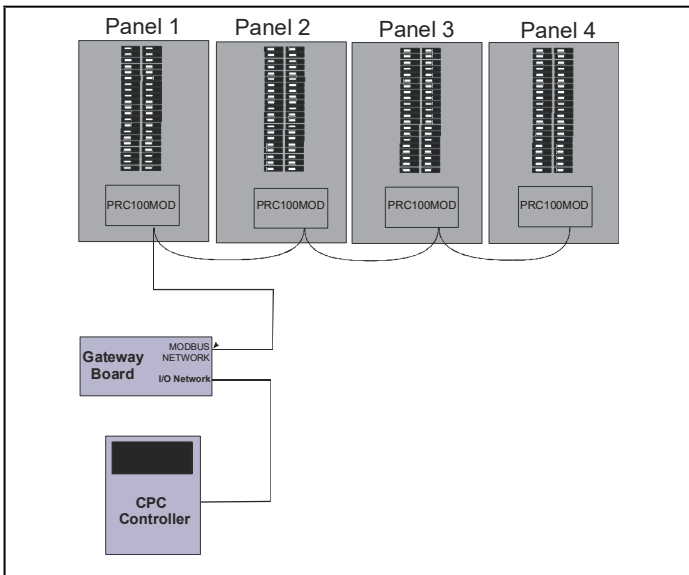 Panel 1
Panel 2
Panel 3
Panel 4
PRC100MOD
PRC100MOD
PRC100MOD
PRC100MOD
MODBUS
NETWORK
Gateway
Board
I/O Network
CPC
Controller